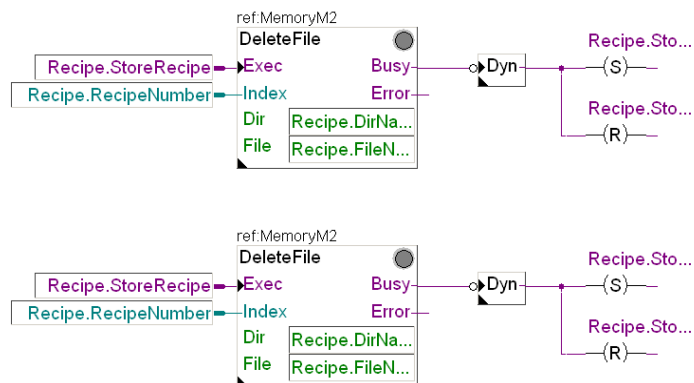 ref:MemoryM2
DeleteFile
Recipe.Sto...
Recipe.StoreRecipe Exec Busy Dyn (S)
Recipe.RecipeNumber Index Error
Recipe.Sto...
Dir Recipe.DirNa...
(R)
File Recipe.FileN...
ref:MemoryM2
DeleteFile
Recipe.Sto...
Recipe.StoreRecipe Exec Busy Dyn (S)
Recipe.RecipeNumber Index Error
Recipe.Sto...
Dir Recipe.DirNa...
(R)
File Recipe.FileN...